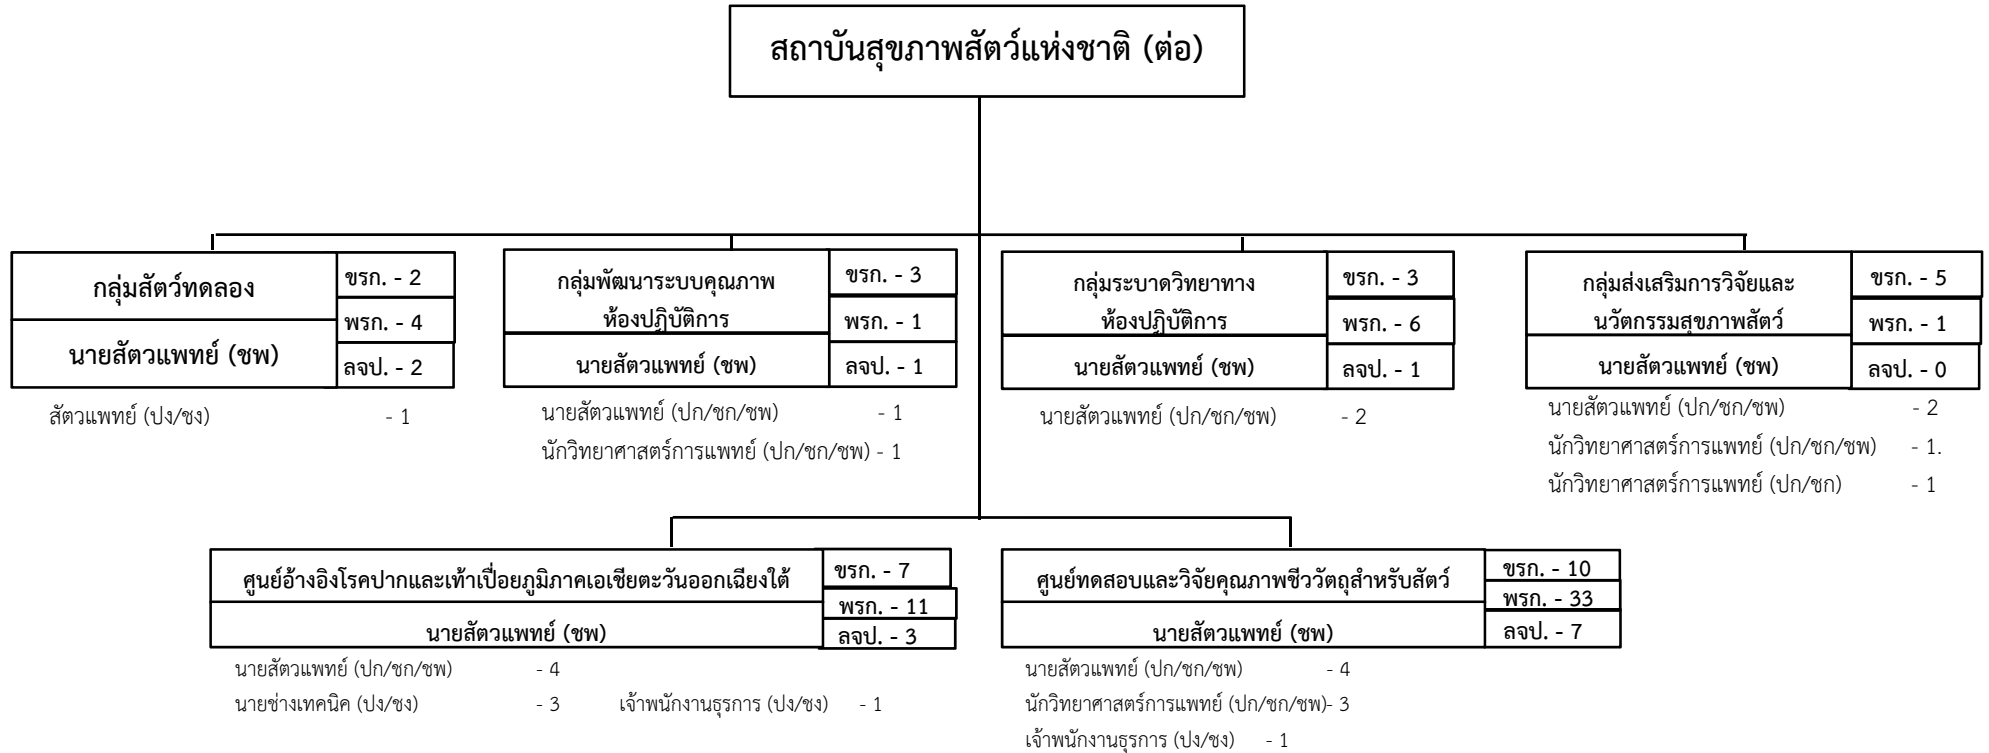 สถาบันสุขภาพสัตว์แห่งชาติ (ต่อ)
กลุ่มสัตว์ทดลอง
นายสัตวแพทย์ (ชพ)
ขรก. - 2
พรก. - 4
ลจป. - 2
สัตวแพทย์ (ปง/ชง) - 1
กลุ่มพัฒนาระบบคุณภาพ
ห้องปฏิบัติการ
นายสัตวแพทย์ (ชพ)
ขรก. - 3
พรก. - 1
ลจป. - 1
นายสัตวแพทย์ (ปก/ชก/ชพ) - 1
นักวิทยาศาสตร์การแพทย์ (ปก/ชก/ชพ) - 1
กลุ่มระบาดวิทยาทาง
ห้องปฏิบัติการ
นายสัตวแพทย์ (ชพ)
ขรก. - 3
พรก. - 6
ลจป. - 1
นายสัตวแพทย์ (ปก/ชก/ชพ) - 2
กลุ่มส่งเสริมการวิจัยและ
นวัตกรรมสุขภาพสัตว์
นายสัตวแพทย์ (ชพ)
ขรก. - 5
พรก. - 1
ลจป. - 0
นายสัตวแพทย์ (ปก/ชก/ชพ) - 2
นักวิทยาศาสตร์การแพทย์ (ปก/ชก/ชพ) - 1.
นักวิทยาศาสตร์การแพทย์ (ปก/ชก) - 1
ศูนย์อ้างอิงโรคปากและเท้าเปื่อยภูมิภาคเอเชียตะวันออกเฉียงใต้
นายสัตวแพทย์ (ชพ)
ขรก. - 7
พรก. - 11
ลจป. - 3
นายสัตวแพทย์ (ปก/ชก/ชพ) - 4
นายช่างเทคนิค (ปง/ชง) - 3 เจ้าพนักงานธุรการ (ปง/ชง) - 1
ศูนย์ทดสอบและวิจัยคุณภาพชีววัตถุสำหรับสัตว์
นายสัตวแพทย์ (ชพ)
ขรก. - 10
พรก. - 33
ลจป. - 7
นายสัตวแพทย์ (ปก/ชก/ชพ) - 4
นักวิทยาศาสตร์การแพทย์ (ปก/ชก/ชพ)- 3
เจ้าพนักงานธุรการ (ปง/ชง) - 1